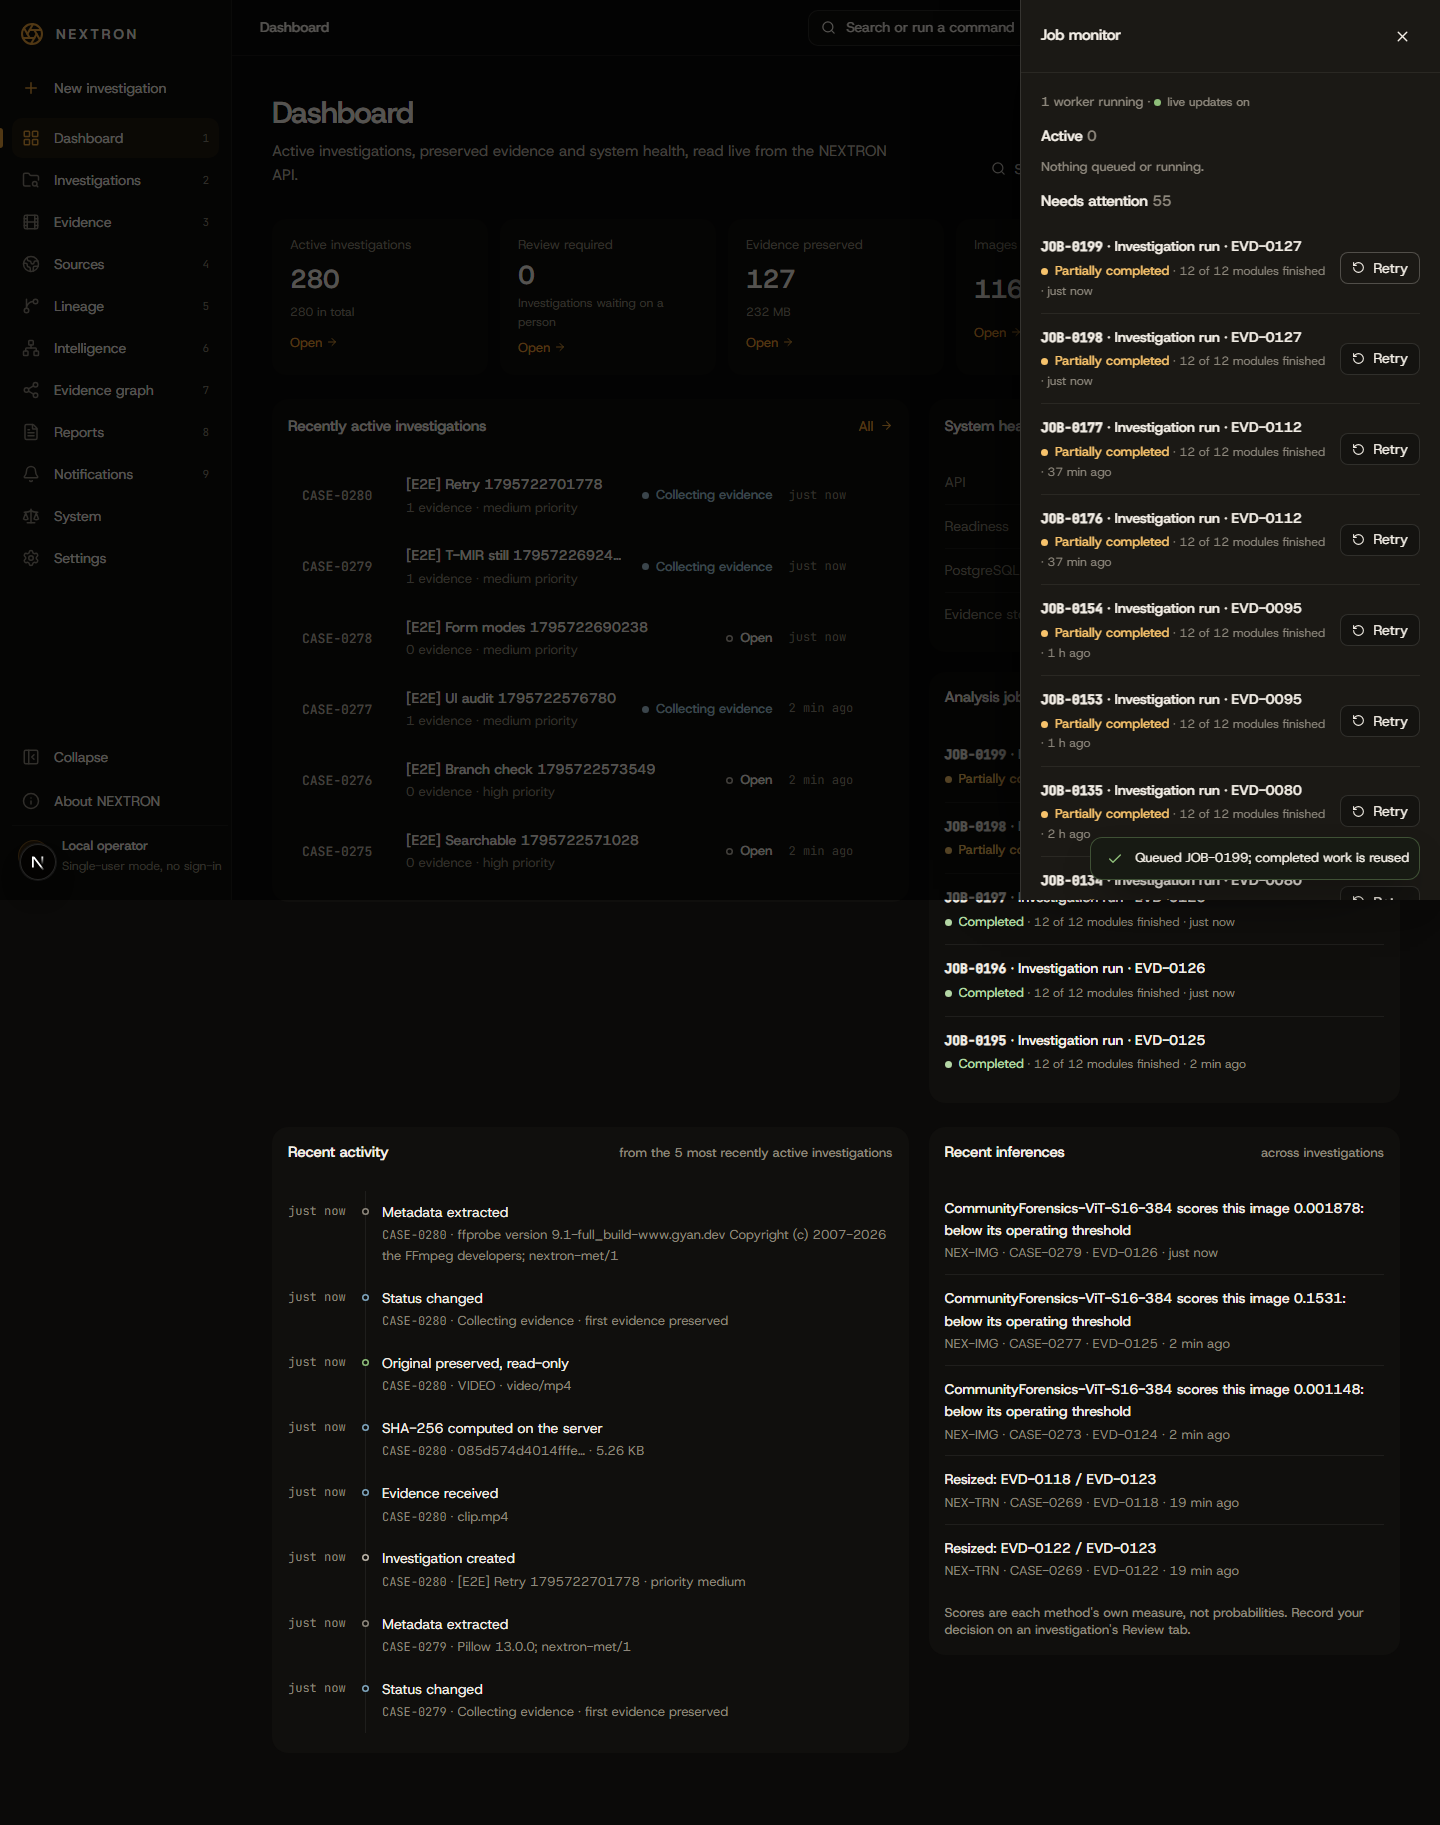 NEXTRON
New investigation
Dashboard 1
Investigations 2
Evidence 3
Sources 4
Lineage 5
Intelligence 6
Evidence graph 7
Reports 8
Notifications 9
System
Settings
Collapse
About NEXTRON
Local operator
Single-user mode, no sign-in
N
Dashboard
Search or run a command
Dashboard
Active investigations, preserved evidence and system health, read live from the NEXTRON
API.
S
Active investigations
280
280 in total
Open →
Review required
0
Investigations waiting on a
person
Open →
Evidence preserved
127
232 MB
Open →
Images
116
Open →
Recently active investigations All →
CASE-0280 [E2E] Retry 1795722701778 Collecting evidence just now
1 evidence · medium priority
CASE-0279 [E2E] T-MIR still 17957226924... Collecting evidence just now
1 evidence · medium priority
CASE-0278 [E2E] Form modes 1795722690238 Open just now
0 evidence · medium priority
CASE-0277 [E2E] UI audit 1795722576780 Collecting evidence 2 min ago
1 evidence · medium priority
CASE-0276 [E2E] Branch check 1795722573549 Open 2 min ago
0 evidence · high priority
CASE-0275 [E2E] Searchable 1795722571028 Open 2 min ago
0 evidence · high priority
System hea
API
Readiness
PostgreSQL
Evidence sto
Analysis job
JOB-0199 ·
Partially co
JOB-0198 ·
Partially co
JOB-0197 · Investigation run · EVD-0126
Completed · 12 of 12 modules finished · just now
JOB-0196 · Investigation run · EVD-0126
Completed · 12 of 12 modules finished · just now
JOB-0195 · Investigation run · EVD-0125
Completed · 12 of 12 modules finished · 2 min ago
Job monitor
1 worker running · live updates on
Active 0
Nothing queued or running.
Needs attention 55
JOB-0199 · Investigation run · EVD-0127
Partially completed · 12 of 12 modules finished
· just now
Retry
JOB-0198 · Investigation run · EVD-0127
Partially completed · 12 of 12 modules finished
· just now
Retry
JOB-0177 · Investigation run · EVD-0112
Partially completed · 12 of 12 modules finished
· 37 min ago
Retry
JOB-0176 · Investigation run · EVD-0112
Partially completed · 12 of 12 modules finished
· 37 min ago
Retry
JOB-0154 · Investigation run · EVD-0095
Partially completed · 12 of 12 modules finished
· 1 h ago
Retry
JOB-0153 · Investigation run · EVD-0095
Partially completed · 12 of 12 modules finished
· 1 h ago
Retry
JOB-0135 · Investigation run · EVD-0080
Partially completed · 12 of 12 modules finished
· 2 h ago
Retry
Queued JOB-0199; completed work is reused
JOB-0134 · Investigation run · EVD-0080
Retry
Recent activity from the 5 most recently active investigations
just now Metadata extracted
CASE-0280 · ffprobe version 9.1-full_build-www.gyan.dev Copyright (c) 2007-2026
the FFmpeg developers; nextron-met/1
just now Status changed
CASE-0280 · Collecting evidence · first evidence preserved
just now Original preserved, read-only
CASE-0280 · VIDEO · video/mp4
just now SHA-256 computed on the server
CASE-0280 · 085d574d4014fffe... · 5.26 KB
just now Evidence received
CASE-0280 · clip.mp4
just now Investigation created
CASE-0280 · [E2E] Retry 1795722701778 · priority medium
just now Metadata extracted
CASE-0279 · Pillow 13.0.0; nextron-met/1
just now Status changed
CASE-0279 · Collecting evidence · first evidence preserved
Recent inferences across investigations
CommunityForensics-ViT-S16-384 scores this image 0.001878:
below its operating threshold
NEX-IMG · CASE-0279 · EVD-0126 · just now
CommunityForensics-ViT-S16-384 scores this image 0.1531:
below its operating threshold
NEX-IMG · CASE-0277 · EVD-0125 · 2 min ago
CommunityForensics-ViT-S16-384 scores this image 0.001148:
below its operating threshold
NEX-IMG · CASE-0273 · EVD-0124 · 2 min ago
Resized: EVD-0118 / EVD-0123
NEX-TRN · CASE-0269 · EVD-0118 · 19 min ago
Resized: EVD-0122 / EVD-0123
NEX-TRN · CASE-0269 · EVD-0122 · 19 min ago
Scores are each method's own measure, not probabilities. Record your
decision on an investigation's Review tab.